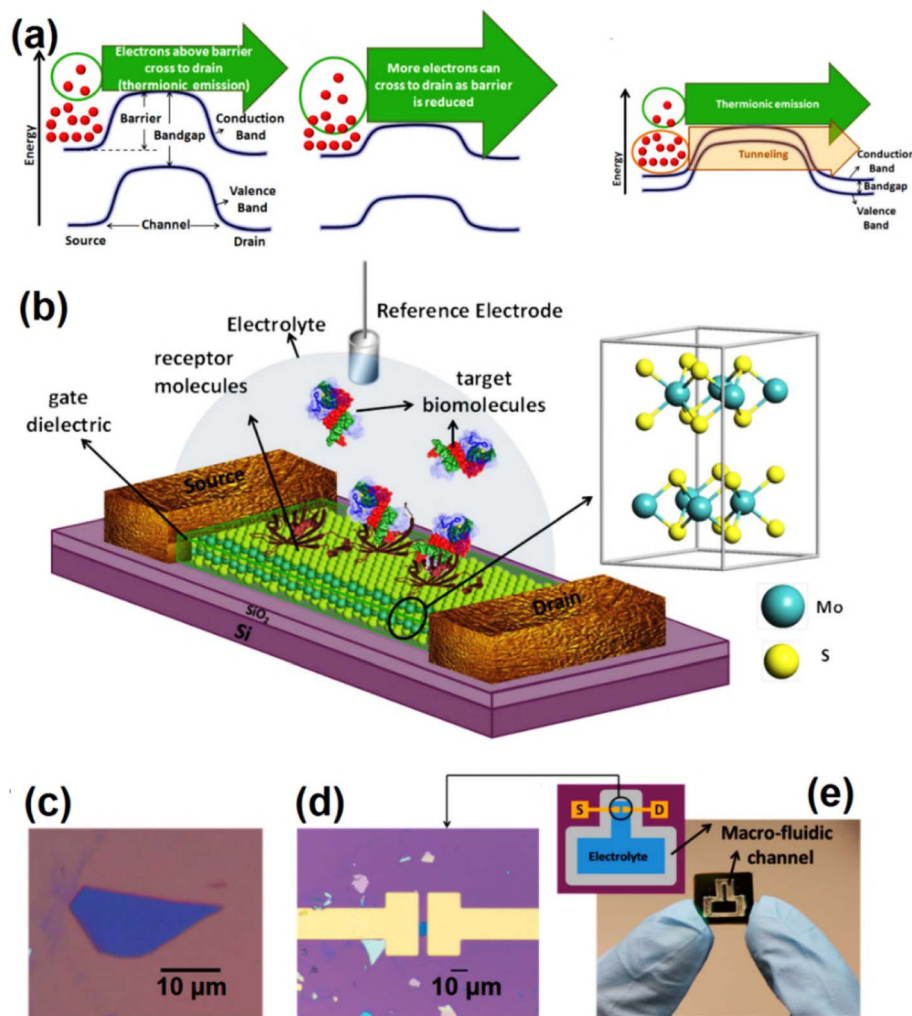 (a)
Energy
Electrons above barrier
cross to drain
(thermionic emission)
Barrier
Bandgap
Conduction
Band
Valence
Band
Channel
Source
Drain
More electrons can
cross to drain as barrier
is reduced
Thermionic emission
Tunneling
Energy
Conduction
Band
Bandgap
Valence
Band
(b)
Reference Electrode
Electrolyte
receptor
molecules
target
biomolecules
gate
dielectric
Source
Drain
SiO2
Si
Mo
S
(c)
10 µm
(d)
10 µm
(e)
S
D
Electrolyte
Macro-fluidic
channel